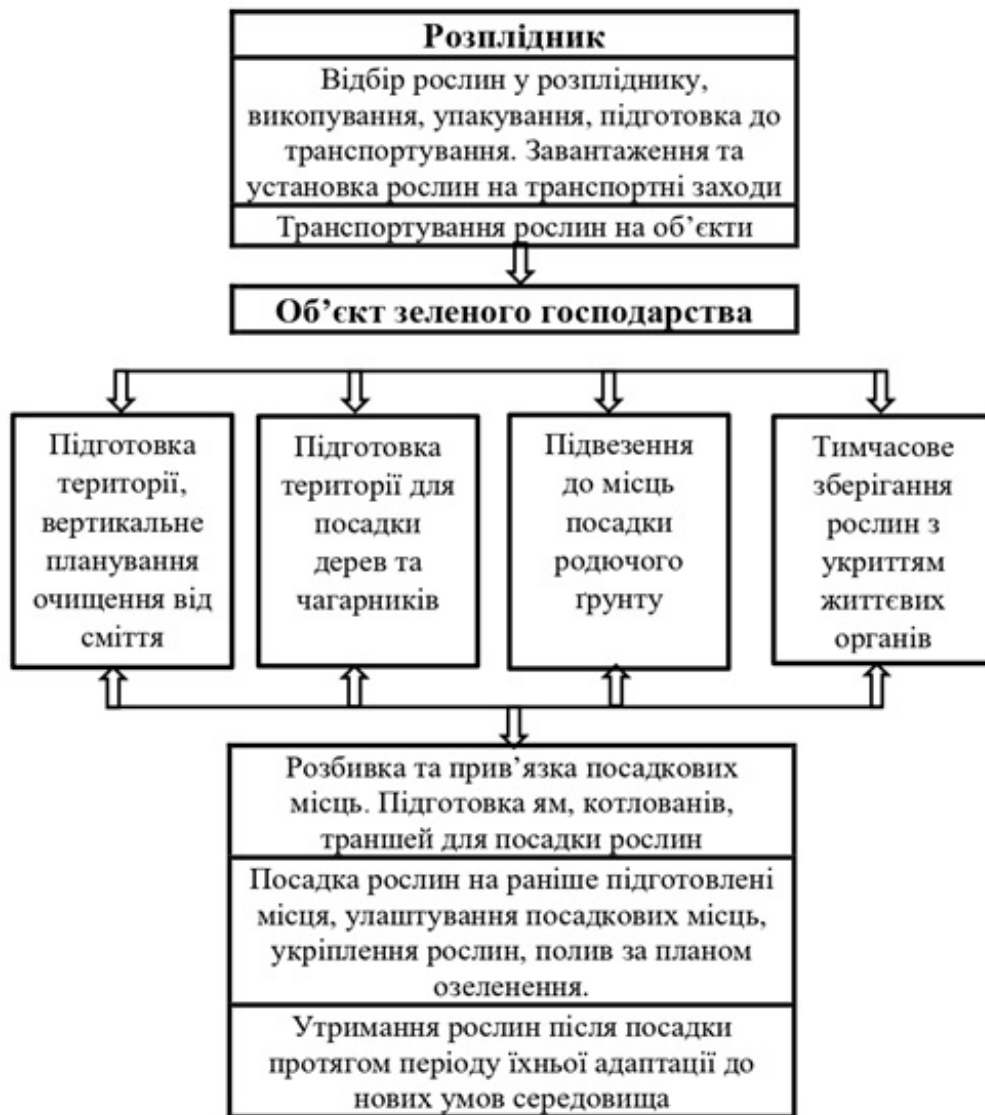 Розплідник
Відбір рослин у розпліднику,
викопування, упакування, підготовка до
транспортування. Завантаження та
установка рослин на транспортні заходи
Транспортування рослин на об’єкти
Об’єкт зеленого господарства
Підготовка
території,
вертикальне
планування
очищення від
сміття
Підготовка
території для
посадки
дерев та
чагарників
Підвезення
до місць
посадки
родючого
ґрунту
Тимчасове
зберігання
рослин з
укриттям
життєвих
органів
Розбивка та прив’язка посадкових
місць. Підготовка ям, котлованів,
траншей для посадки рослин
Посадка рослин на раніше підготовлені
місця, улаштування посадкових місць,
укріплення рослин, полив за планом
озеленення.
Утримання рослин після посадки
протягом періоду їхньої адаптації до
нових умов середовища